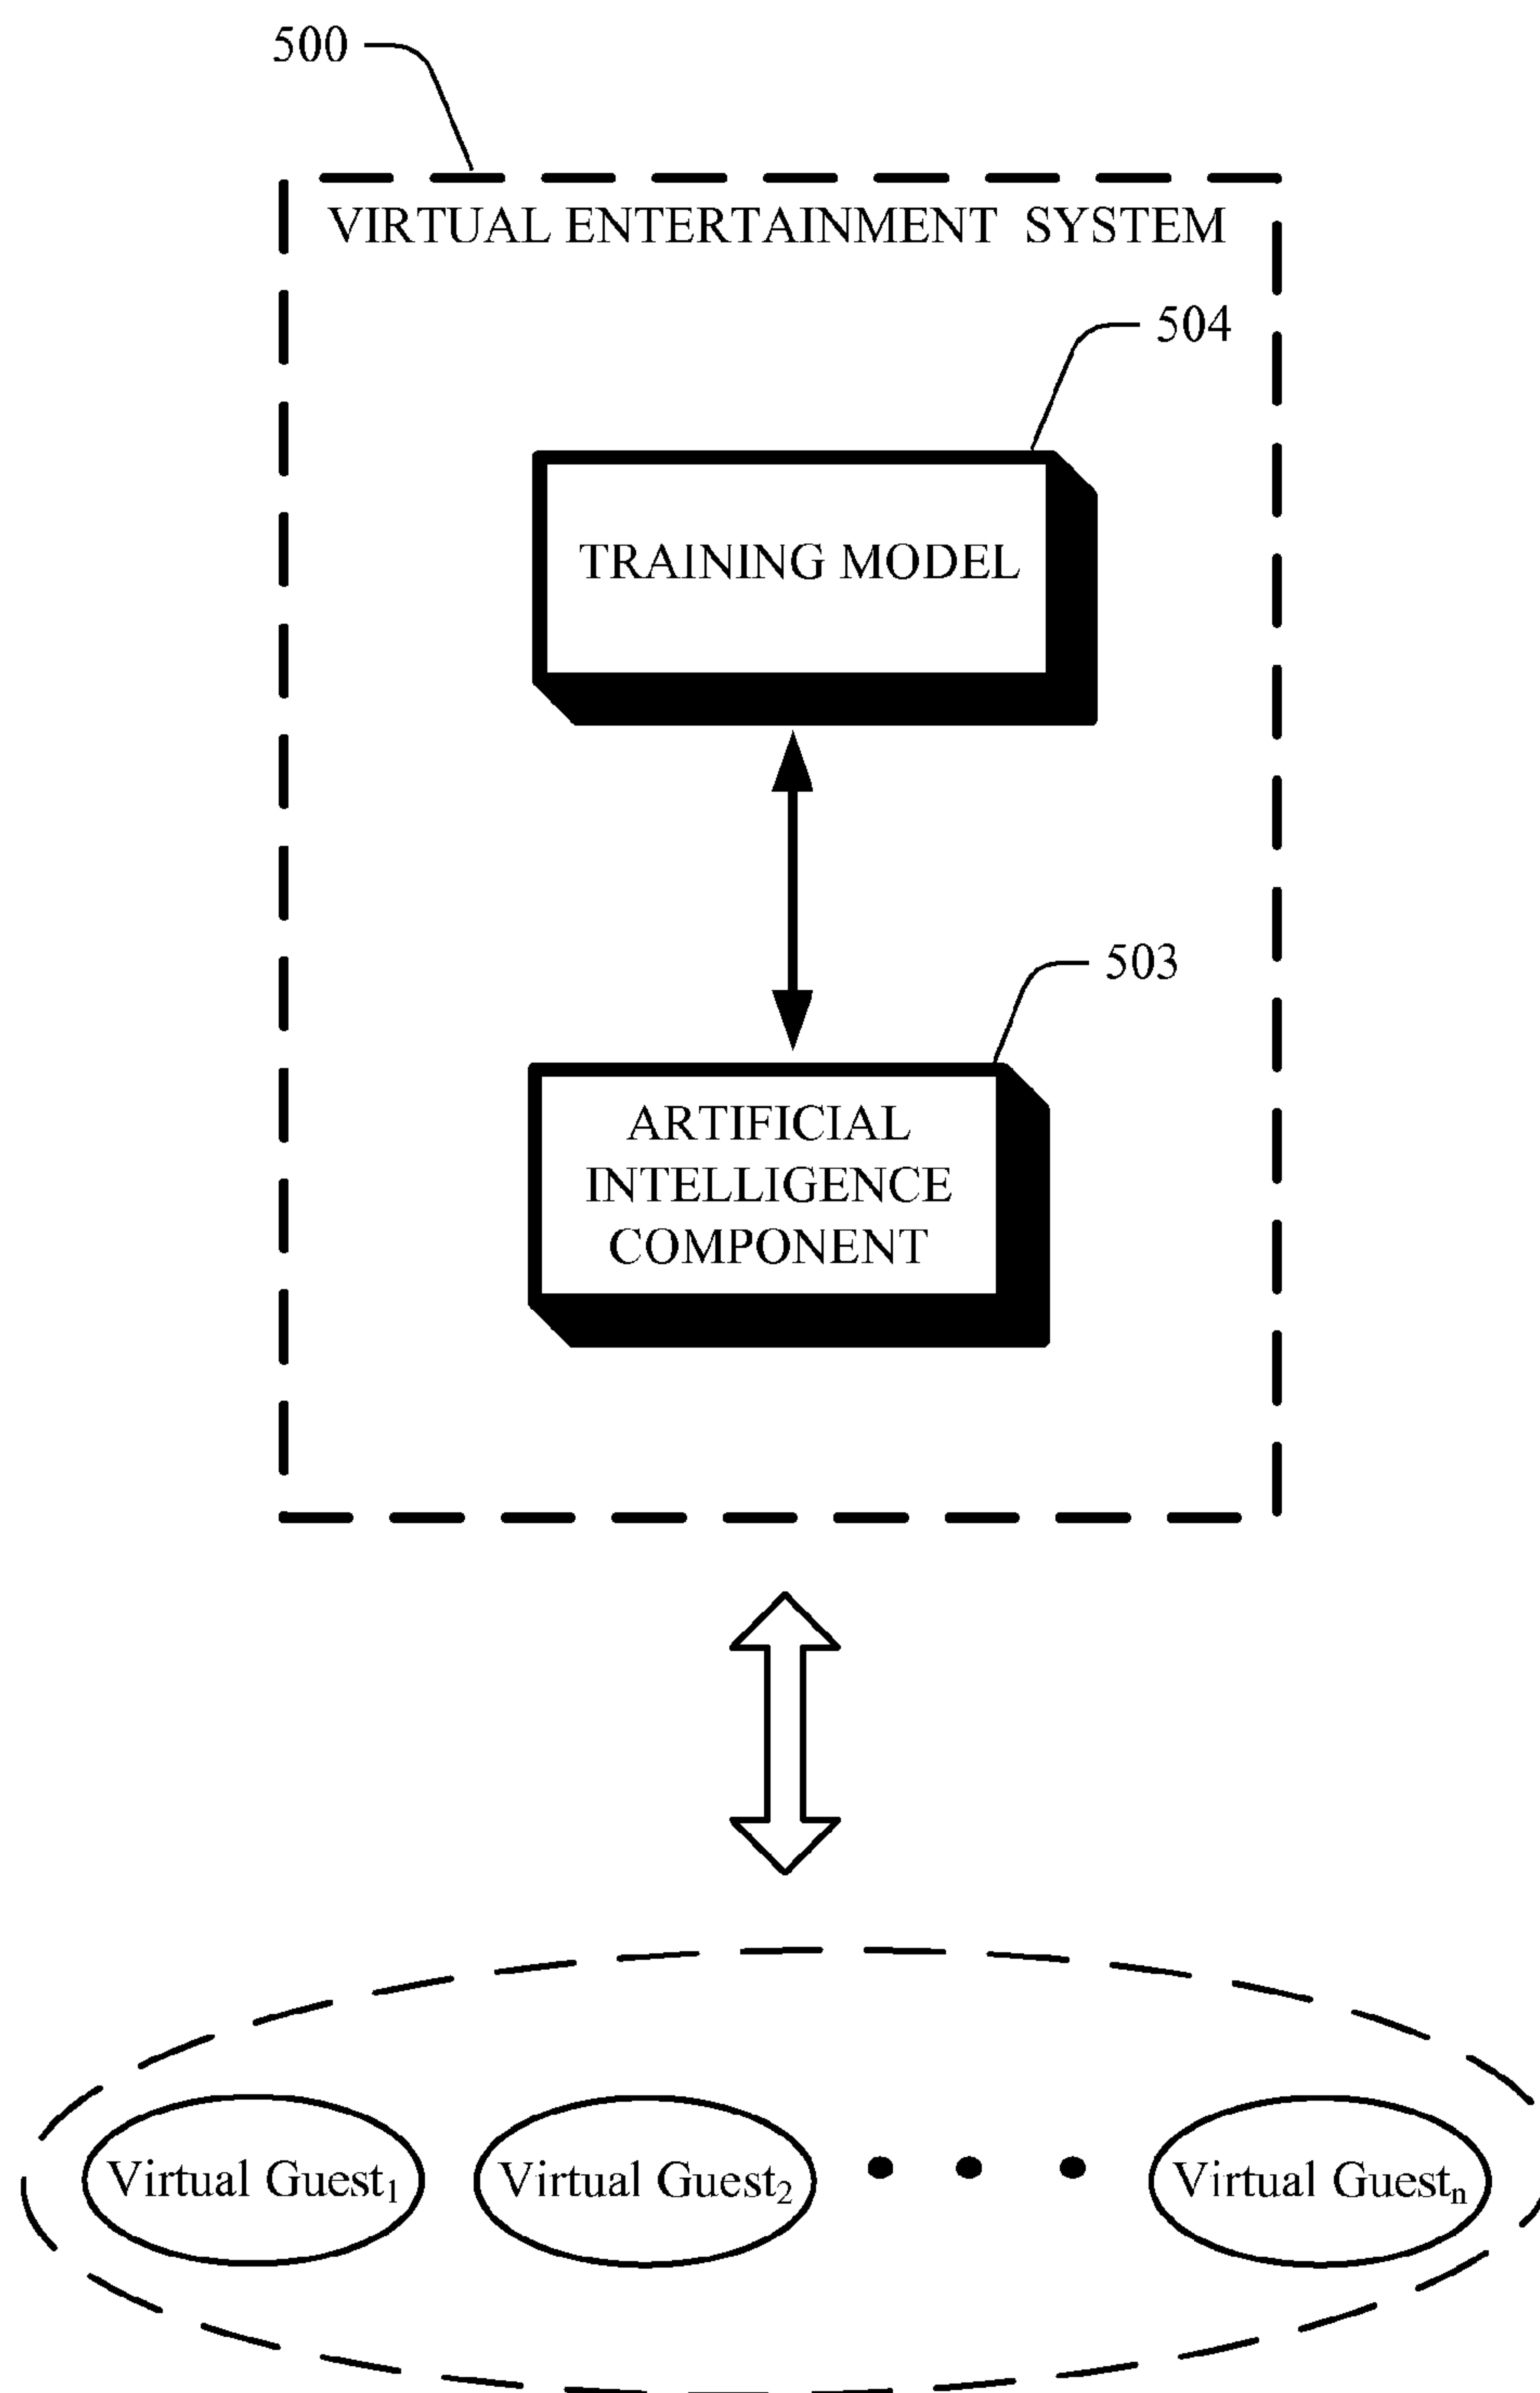 500
VIRTUAL ENTERTAINMENT SYSTEM
504
TRAINING MODEL
503
ARTIFICIAL
INTELLIGENCE
COMPONENT
Virtual Guest₁ Virtual Guest₂ • • • Virtual Guestₙ